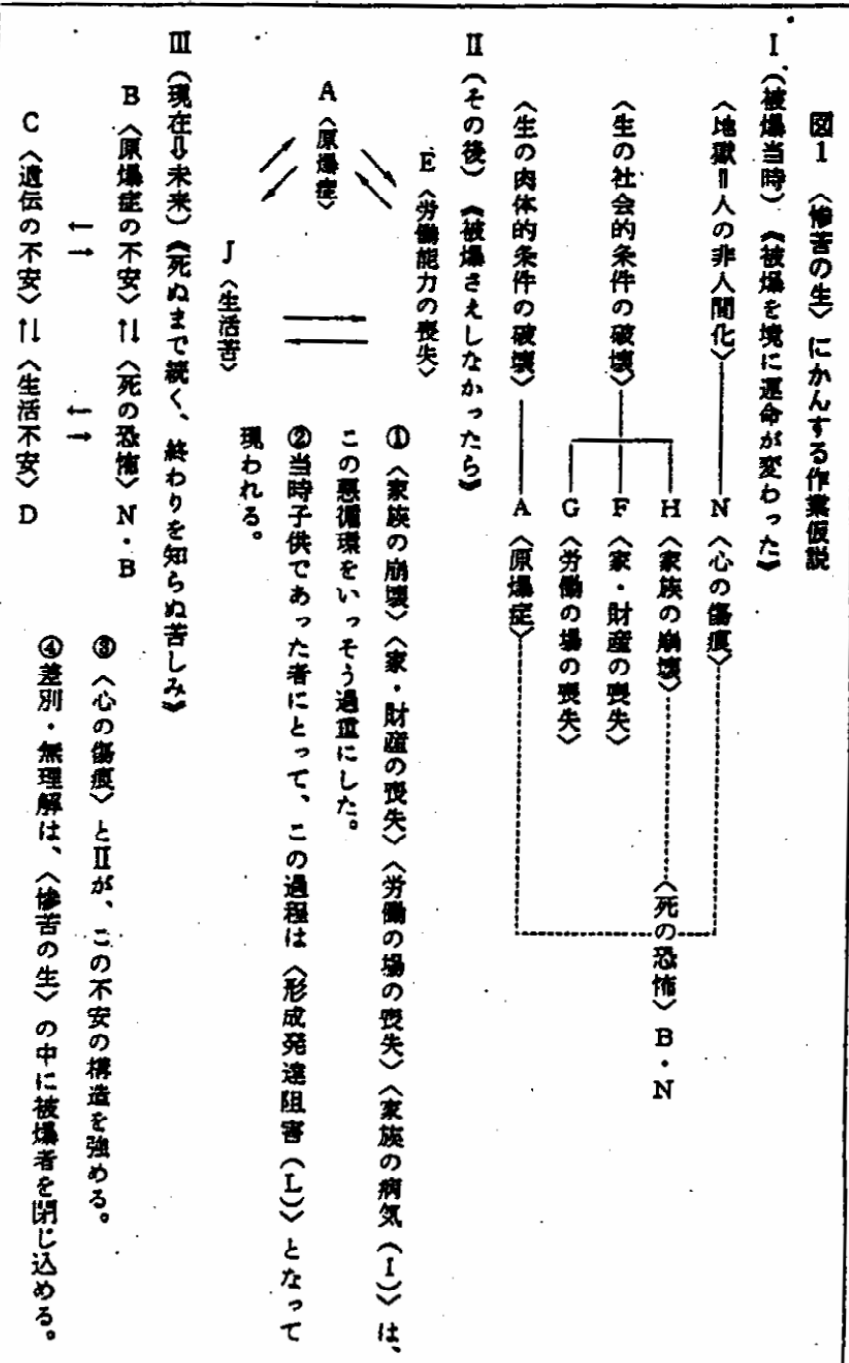 図1 〈惨苦の生〉にかんする作業仮説
Ⅰ（被爆当時）《被爆を境に運命が変わった》
〈地獄＝人の非人間化〉 N〈心の傷痕〉
〈生の社会的条件の破壊〉 H〈家族の崩壊〉 〈死の恐怖〉B・N
F〈家・財産の喪失〉
G〈労働の場の喪失〉
〈生の肉体的条件の破壊〉 A〈原爆症〉
Ⅱ（その後）《被爆さえしなかったら》
E〈労働能力の喪失〉
A〈原爆症〉
J〈生活苦〉
①〈家族の崩壊〉〈家・財産の喪失〉〈労働の場の喪失〉〈家族の病気（I）〉は、
この悪循環をいっそう過重にした。
②当時子供であった者にとって、この過程は〈形成発達阻害（L）〉となって
現われる。
Ⅲ（現在⇨未来）《死ぬまで続く、終わりを知らぬ苦しみ》
B〈原爆症の不安〉⇅〈死の恐怖〉N・B
C〈遺伝の不安〉⇅〈生活不安〉D
③〈心の傷痕〉とⅡが、この不安の構造を強める。
④差別・無理解は、〈惨苦の生〉の中に被爆者を閉じ込める。